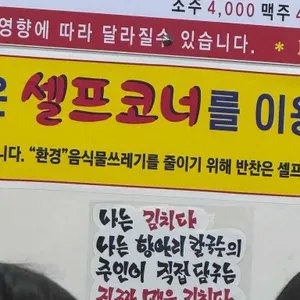 소주 4,000 맥주
영향에 따라 달라질수 있습니다. *
은 셀프코너를 이용
니다. "환경"음식물쓰레기를 줄이기 위해 반찬은 셀프
나는 김치다
나는 항아리 칼국수의
주인이 직접 담구는